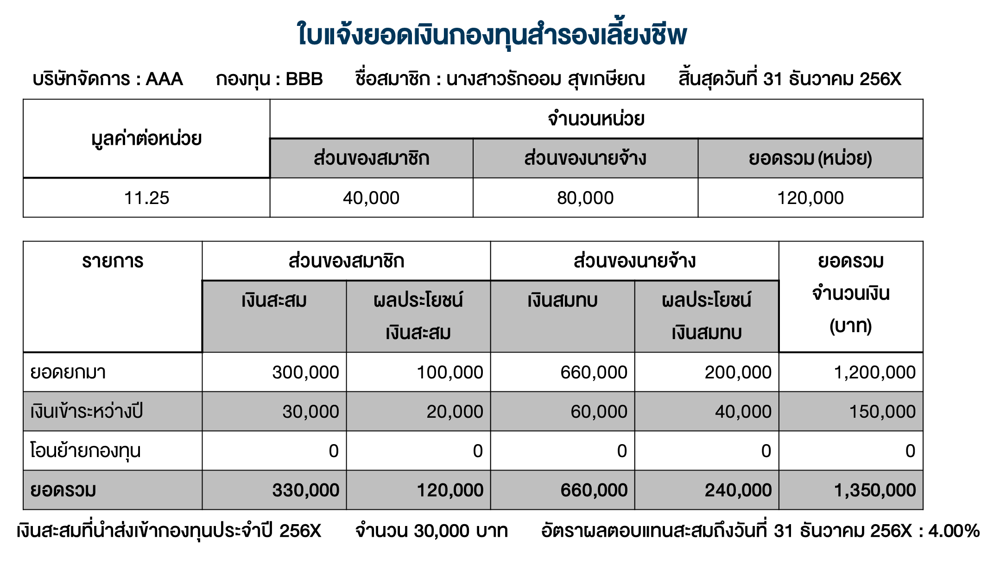 ใบแจ้งยอดเงินกองทุนสำรองเลี้ยงชีพ
บริษัทจัดการ : AAA กองทุน : BBB ชื่อสมาชิก : นางสาวรักออม สุขเกษียณ สิ้นสุดวันที่ 31 ธันวาคม 256X
มูลค่าต่อหน่วย จำนวนหน่วย
ส่วนของสมาชิก ส่วนของนายจ้าง ยอดรวม (หน่วย)
11.25 40,000 80,000 120,000
รายการ ส่วนของสมาชิก ส่วนของนายจ้าง ยอดรวม
จำนวนเงิน
(บาท)
เงินสะสม ผลประโยชน์
เงินสะสม
เงินสมทบ ผลประโยชน์
เงินสมทบ
ยอดยกมา 300,000 100,000 660,000 200,000 1,200,000
เงินเข้าระหว่างปี 30,000 20,000 60,000 40,000 150,000
โอนย้ายกองทุน 0 0 0 0 0
ยอดรวม 330,000 120,000 660,000 240,000 1,350,000
เงินสะสมที่นำส่งเข้ากองทุนประจำปี 256X จำนวน 30,000 บาท อัตราผลตอบแทนสะสมถึงวันที่ 31 ธันวาคม 256X : 4.00%